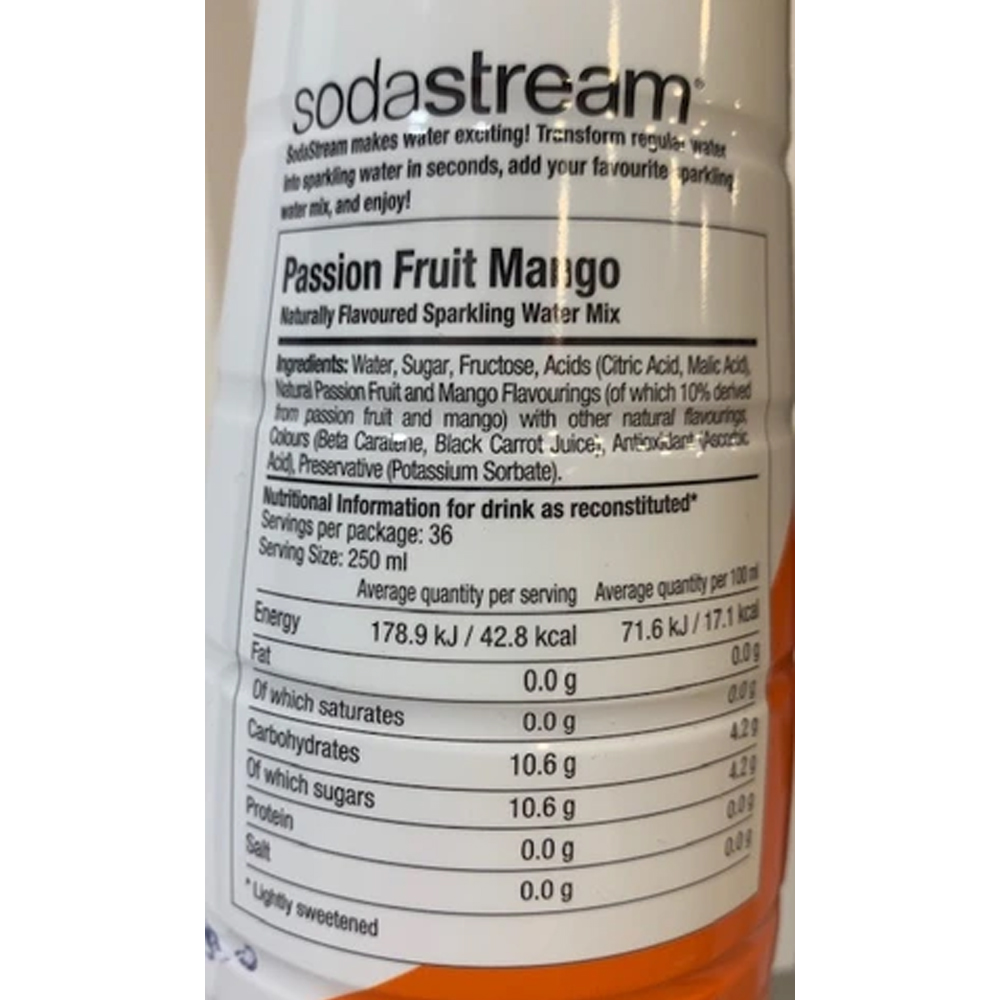 sodastream
SodaStream makes water exciting! Transform regular water
into sparkling water in seconds, add your favourite sparkling
water mix, and enjoy!
Passion Fruit Mango
Naturally Flavoured Sparkling Water Mix
Ingredients: Water, Sugar, Fructose, Acids (Citric Acid, Malic Acid),
Natural Passion Fruit and Mango Flavourings (of which 10% derived
from passion fruit and mango) with other natural flavourings,
Colours (Beta Caratene, Black Carrot Juice), Antioxidant (Ascorbic
Acid), Preservative (Potassium Sorbate).
Nutritional Information for drink as reconstituted*
Servings per package: 36
Serving Size: 250 ml
Average quantity per serving Average quantity per 100 ml
Energy 178.9 kJ / 42.8 kcal 71.6 kJ / 17.1 kcal
Fat 0.0 g 0.0 g
Of which saturates 0.0 g 0.0 g
Carbohydrates 10.6 g 4.2 g
Of which sugars 10.6 g 4.2 g
Protein 0.0 g 0.0 g
Salt 0.0 g 0.0 g
* Lightly sweetened